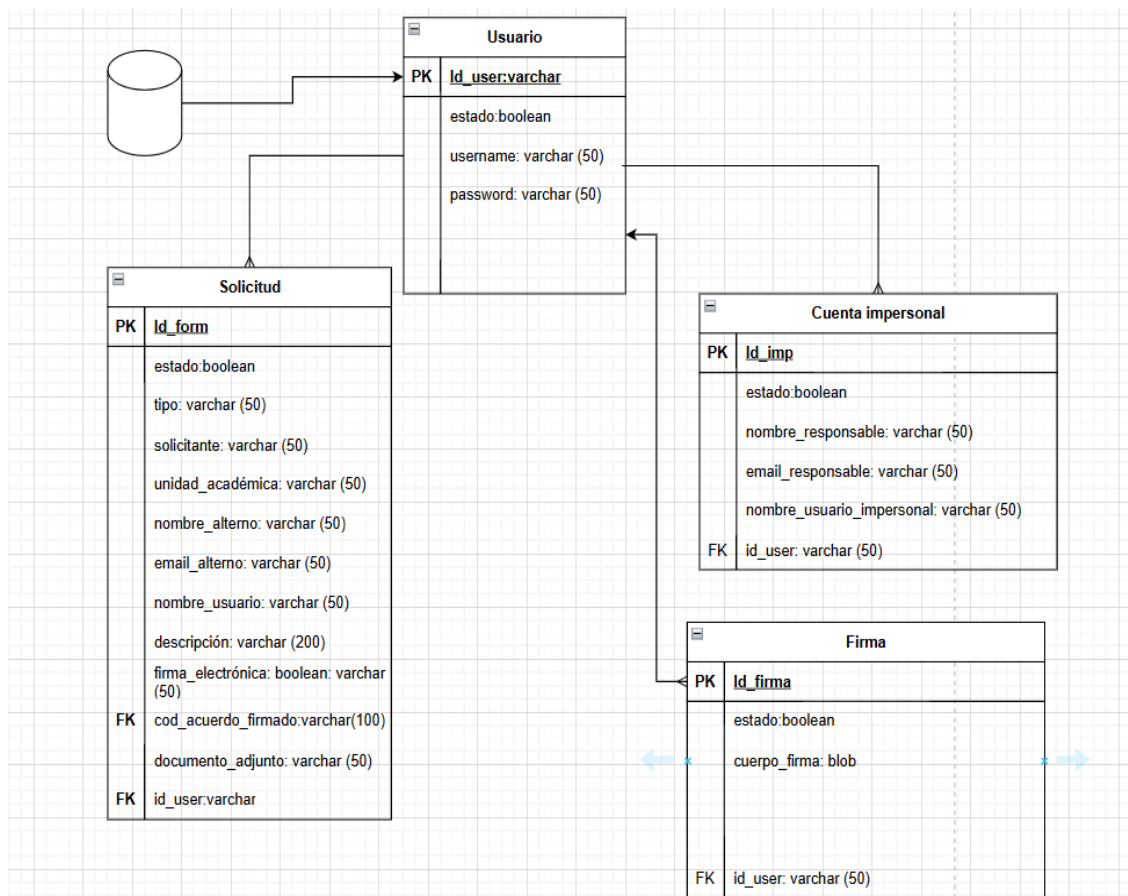 Usuario
PK Id_user:varchar
estado:boolean
username: varchar (50)
password: varchar (50)
Solicitud
PK Id_form
estado:boolean
tipo: varchar (50)
solicitante: varchar (50)
unidad_académica: varchar (50)
nombre_alterno: varchar (50)
email_alterno: varchar (50)
nombre_usuario: varchar (50)
descripción: varchar (200)
firma_electrónica: boolean: varchar
(50)
FK cod_acuerdo_firmado:varchar(100)
documento_adjunto: varchar (50)
FK id_user:varchar
Cuenta impersonal
PK Id_imp
estado:boolean
nombre_responsable: varchar (50)
email_responsable: varchar (50)
nombre_usuario_impersonal: varchar (50)
FK id_user: varchar (50)
Firma
PK Id_firma
estado:boolean
cuerpo_firma: blob
FK id_user: varchar (50)